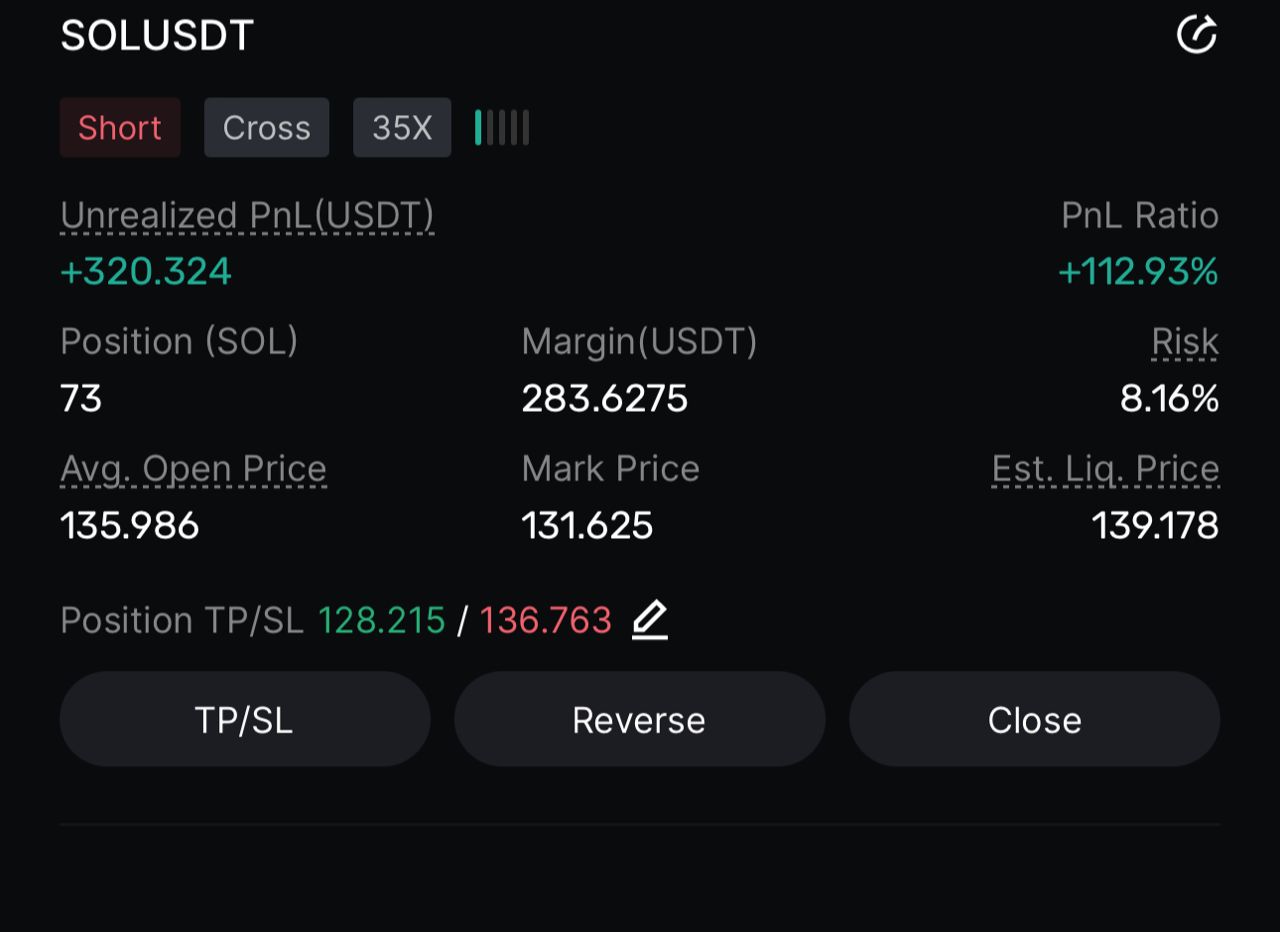 SOLUSDT
Short Cross 35X
Unrealized PnL(USDT) PnL Ratio
+320.324 +112.93%
Position (SOL) Margin(USDT) Risk
73 283.6275 8.16%
Avg. Open Price Mark Price Est. Liq. Price
135.986 131.625 139.178
Position TP/SL 128.215 / 136.763
TP/SL Reverse Close